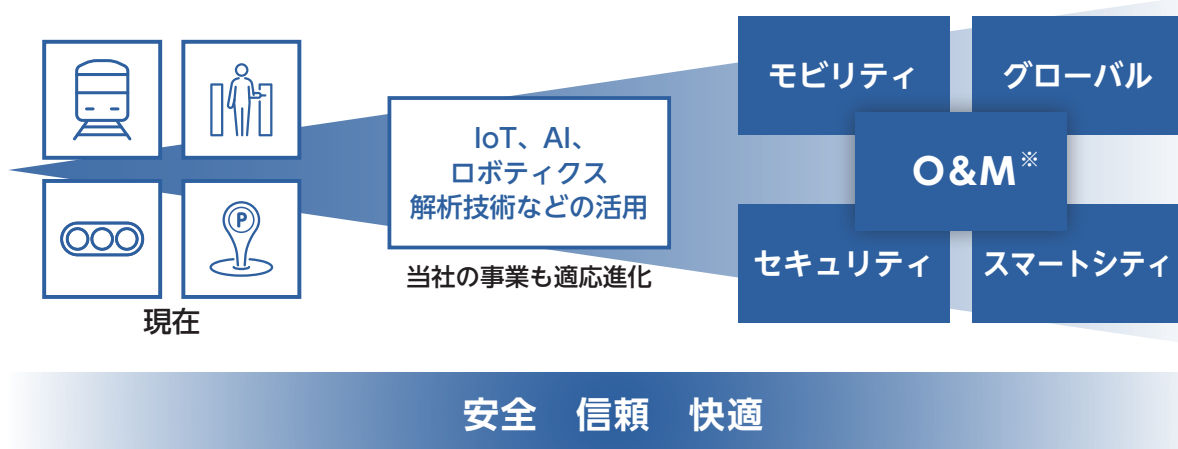 P
現在
IoT、AI、
ロボティクス
解析技術などの活用
当社の事業も適応進化
モビリティ
グローバル
O&M※
セキュリティ
スマートシティ
安全 信頼 快適